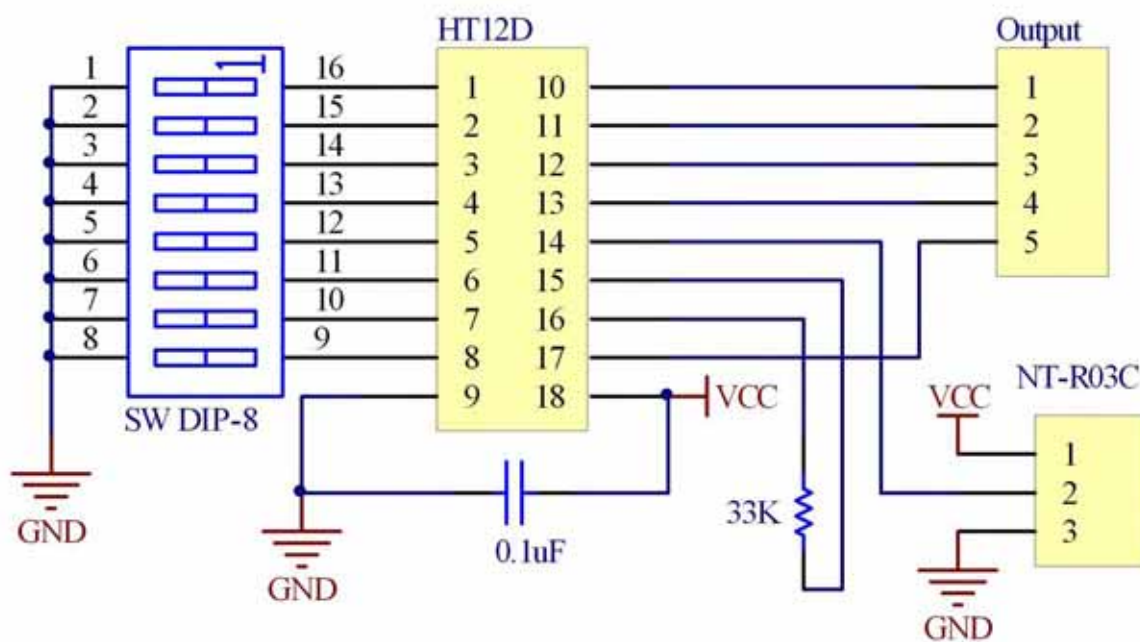 HT12D
Output
1 16
2 15
3 14
4 13
5 12
6 11
7 10
8 9
1
SW DIP-8
1 10
2 11
3 12
4 13
5 14
6 15
7 16
8 17
9 18
1
2
3
4
5
VCC
NT-R03C
VCC
1
2
3
33K
0.1uF
GND
GND
GND